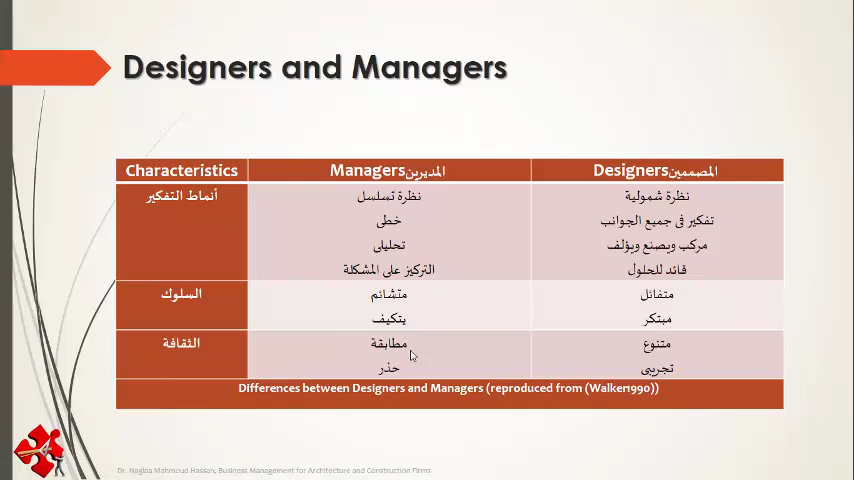 Designers and Managers
Characteristics Managersالمديرين Designersالمصممين
أنماط التفكير نظرة تسلسل نظرة شمولية
خطى تفكير فى جميع الجوانب
تحليلى مركب ويصنع ويؤلف
التركيز على المشكلة قائد للحلول
السلوك متشائم متفائل
يتكيف مبتكر
الثقافة مطابقة متنوع
حذر تجريبى
Differences between Designers and Managers (reproduced from (Walker1990))
Dr. Neglaa Mahmoud Hassan, Business Management for Architecture and Construction Firms